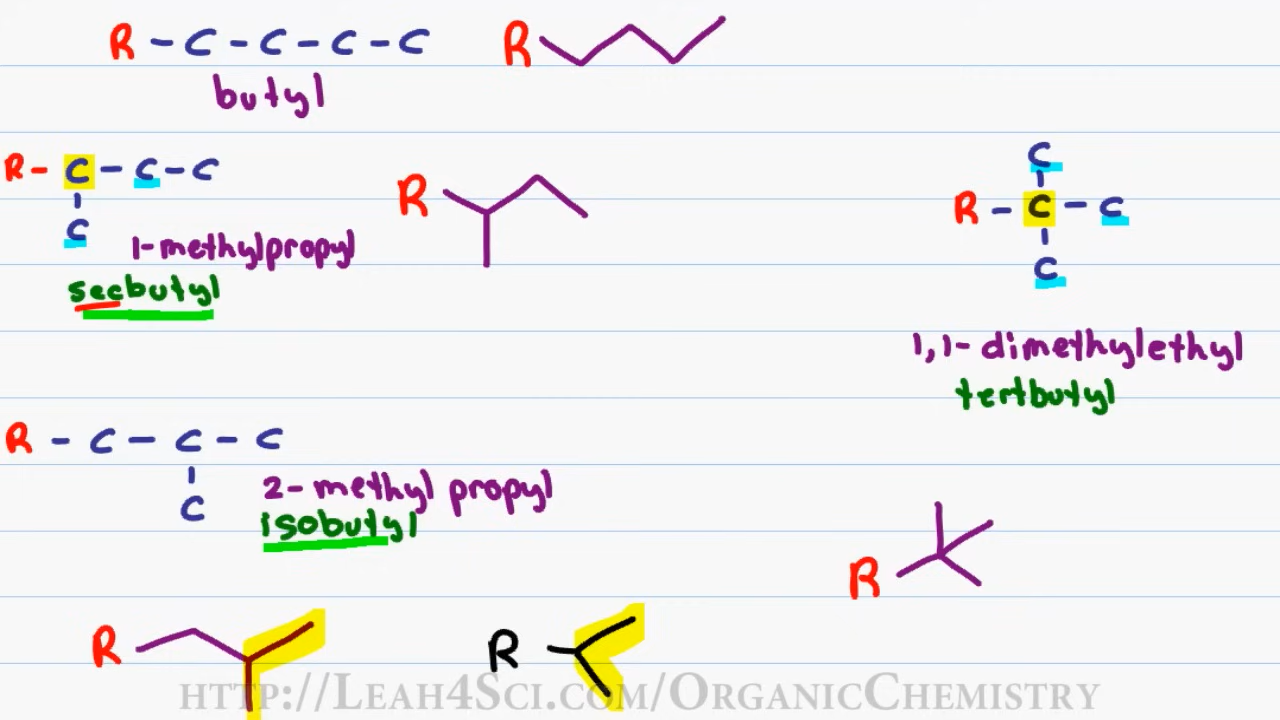 R - C - C - C - C
R
butyl
R - C - C - C
C
1-methylpropyl
secbutyl
R
C
R - C - C
C
1,1-dimethylethyl
tertbutyl
R - C - C - C
C
2-methyl propyl
isobutyl
R
R
R
http://Leah4Sci.com/OrganicChemistry